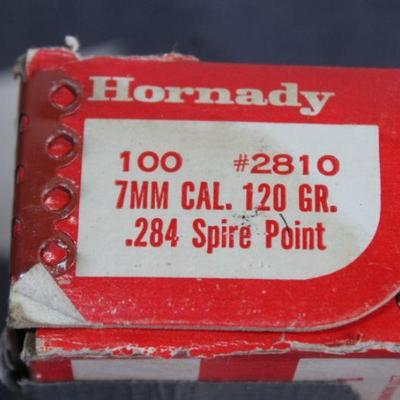 Hornady
100 #2810
7MM CAL. 120 GR.
.284 Spire Point